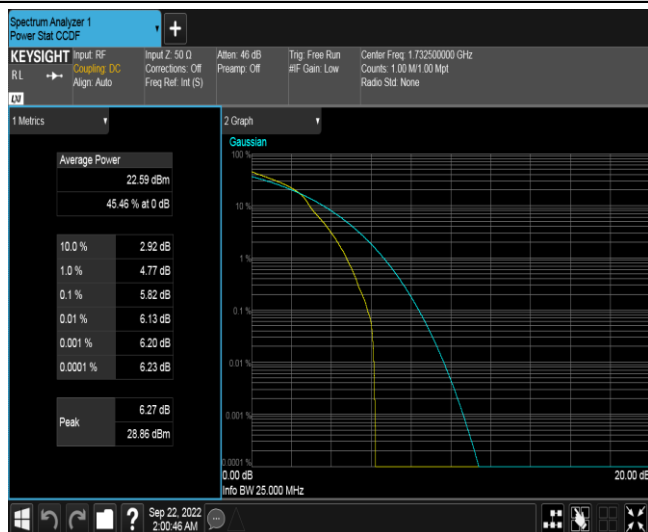 Spectrum Analyzer 1
Power Stat CCDF
+
KEYSIGHT
RL
LXI
Input: RF
Coupling: DC
Align: Auto
Input Z: 50 Ω
Corrections: Off
Freq Ref: Int (S)
Atten: 46 dB
Preamp: Off
Trig: Free Run
#IF Gain: Low
Center Freq: 1.732500000 GHz
Counts: 1.00 M/1.00 Mpt
Radio Std: None
1 Metrics
Average Power
22.59 dBm
45.46 % at 0 dB
10.0 % 2.92 dB
1.0 % 4.77 dB
0.1 % 5.82 dB
0.01 % 6.13 dB
0.001 % 6.20 dB
0.0001 % 6.23 dB
Peak
6.27 dB
28.86 dBm
2 Graph
Gaussian
100 %
10 %
1 %
0.1 %
0.01 %
0.001 %
0.0001 %
0.00 dB
20.00 dB
Info BW 25.000 MHz
?
Sep 22, 2022
2:00:46 AM